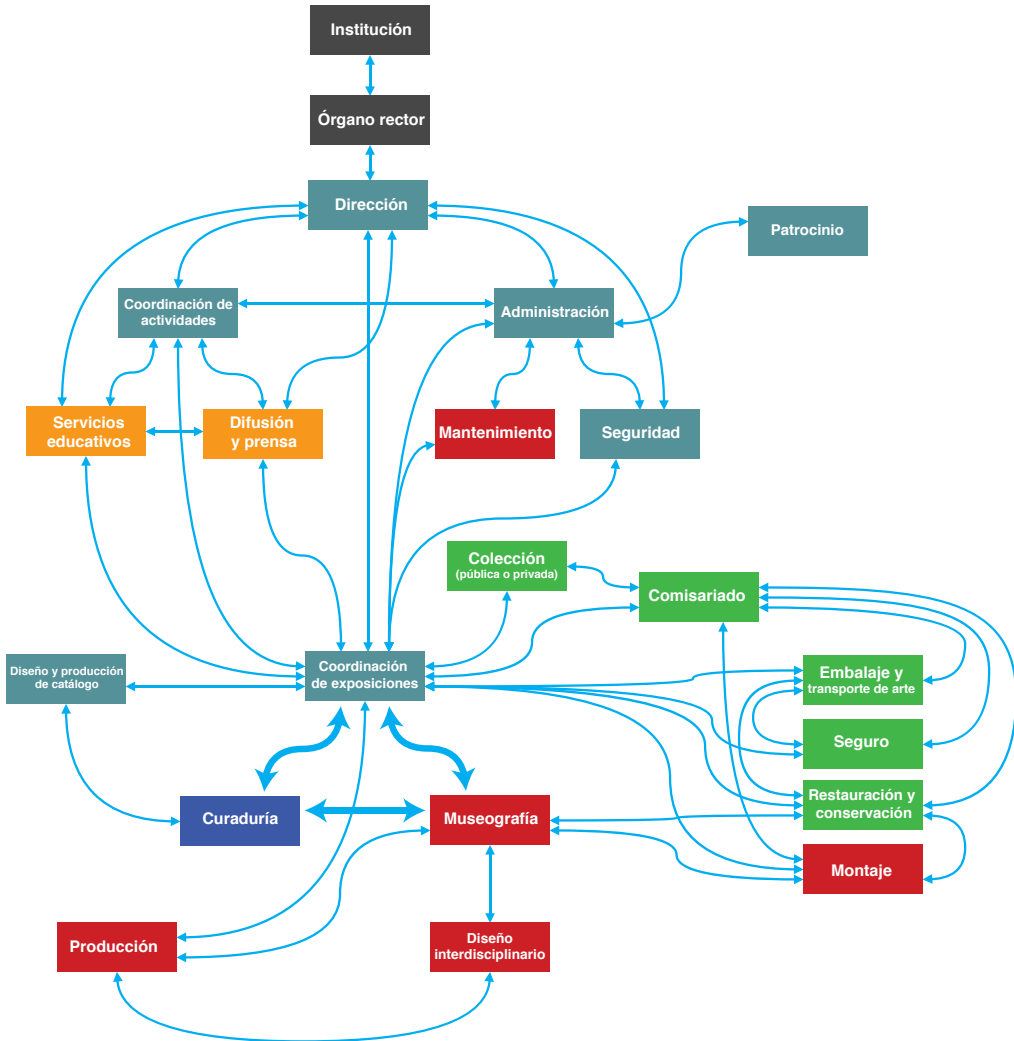 Institución
Órgano rector
Dirección
Patrocinio
Coordinación de
actividades
Administración
Servicios
educativos
Difusión
y prensa
Mantenimiento
Seguridad
Colección
(pública o privada)
Comisariado
Diseño y producción
de catálogo
Coordinación
de exposiciones
Embalaje y
transporte de arte
Seguro
Restauración y
conservación
Curaduría
Museografía
Montaje
Producción
Diseño
interdisciplinario